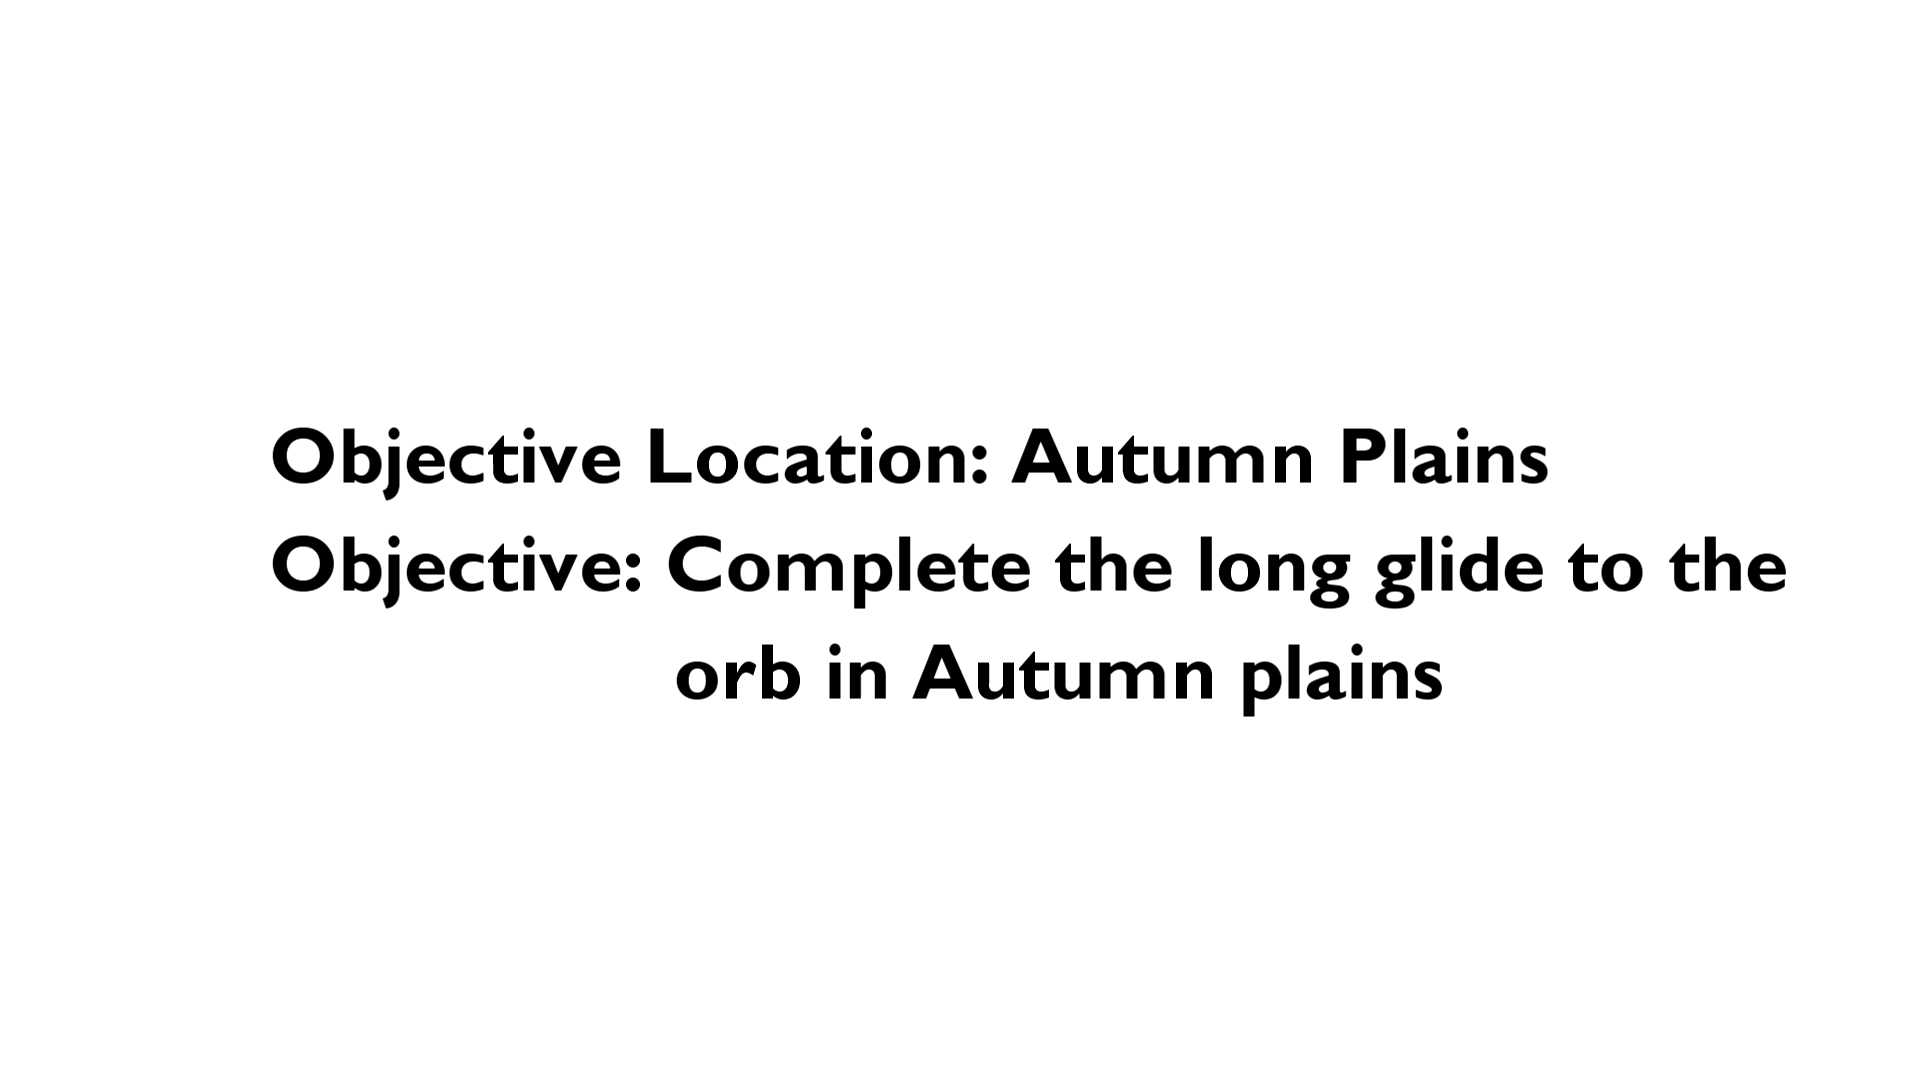 Objective Location: Autumn Plains
Objective: Complete the long glide to the
orb in Autumn plains